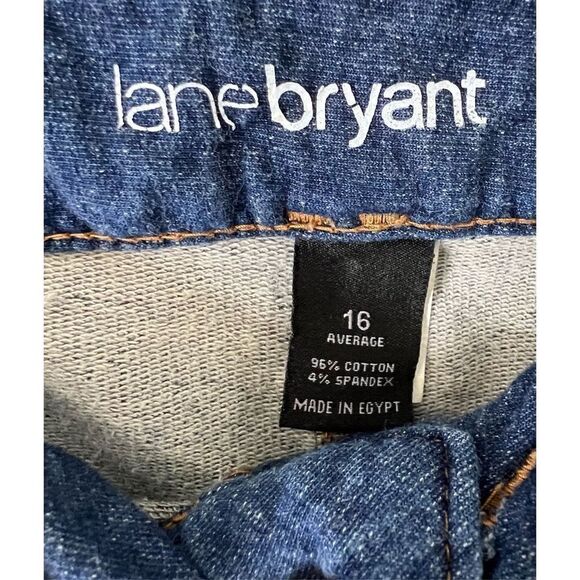 lanebryant
16
AVERAGE
96% COTTON
4% SPANDEX
MADE IN EGYPT